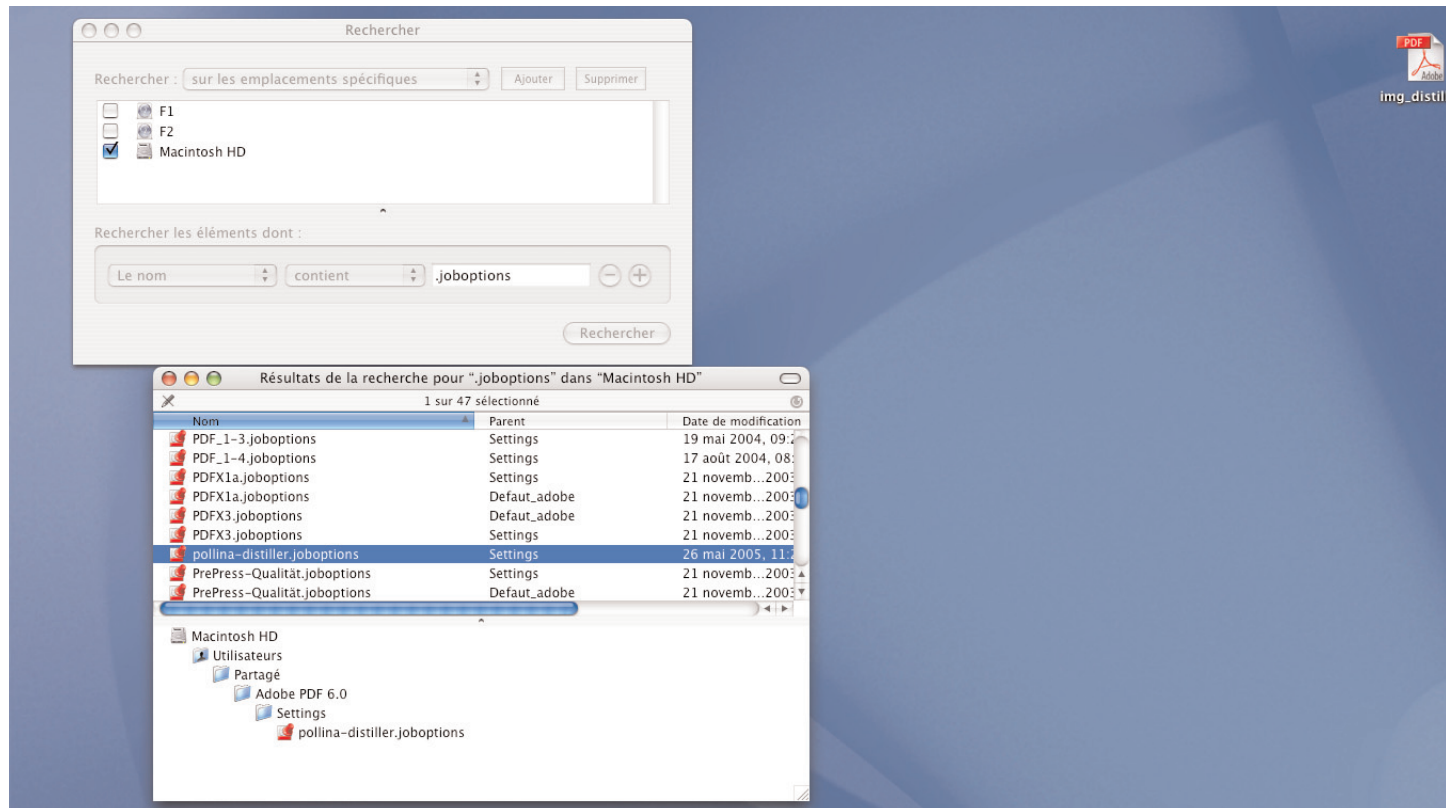 Rechercher
Rechercher : sur les emplacements spécifiques Ajouter Supprimer
F1
F2
Macintosh HD
Rechercher les éléments dont :
Le nom contient .joboptions
Rechercher
PDF
Adobe
img_distil
Résultats de la recherche pour “.joboptions” dans “Macintosh HD”
1 sur 47 sélectionné
Nom Parent Date de modification
PDF_1-3.joboptions Settings 19 mai 2004, 09:2
PDF_1-4.joboptions Settings 17 août 2004, 08:
PDFX1a.joboptions Settings 21 novemb...2003
PDFX1a.joboptions Defaut_adobe 21 novemb...2003
PDFX3.joboptions Defaut_adobe 21 novemb...2003
PDFX3.joboptions Settings 21 novemb...2003
pollina-distiller.joboptions Settings 26 mai 2005, 11:2
PrePress-Qualität.joboptions Settings 21 novemb...2003
PrePress-Qualität.joboptions Defaut_adobe 21 novemb...2003
Macintosh HD
Utilisateurs
Partagé
Adobe PDF 6.0
Settings
pollina-distiller.joboptions